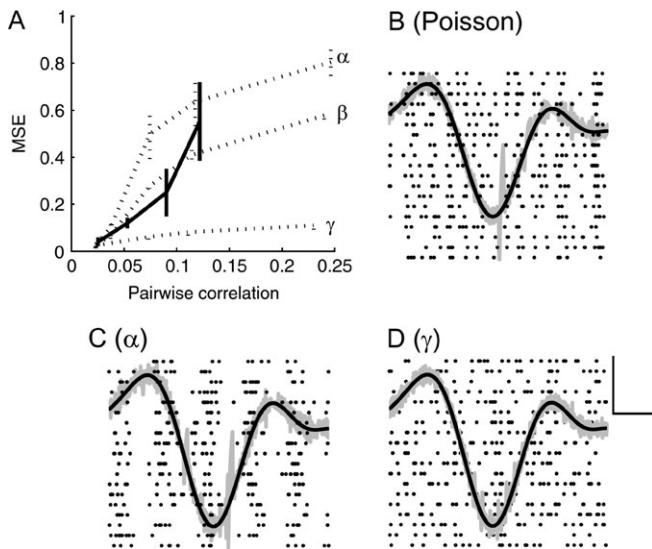 A
1
0.8
0.6
0.4
0.2
0
MSE
α
β
γ
0 0.05 0.1 0.15 0.2 0.25
Pairwise correlation
B (Poisson)
C (α)
D (γ)